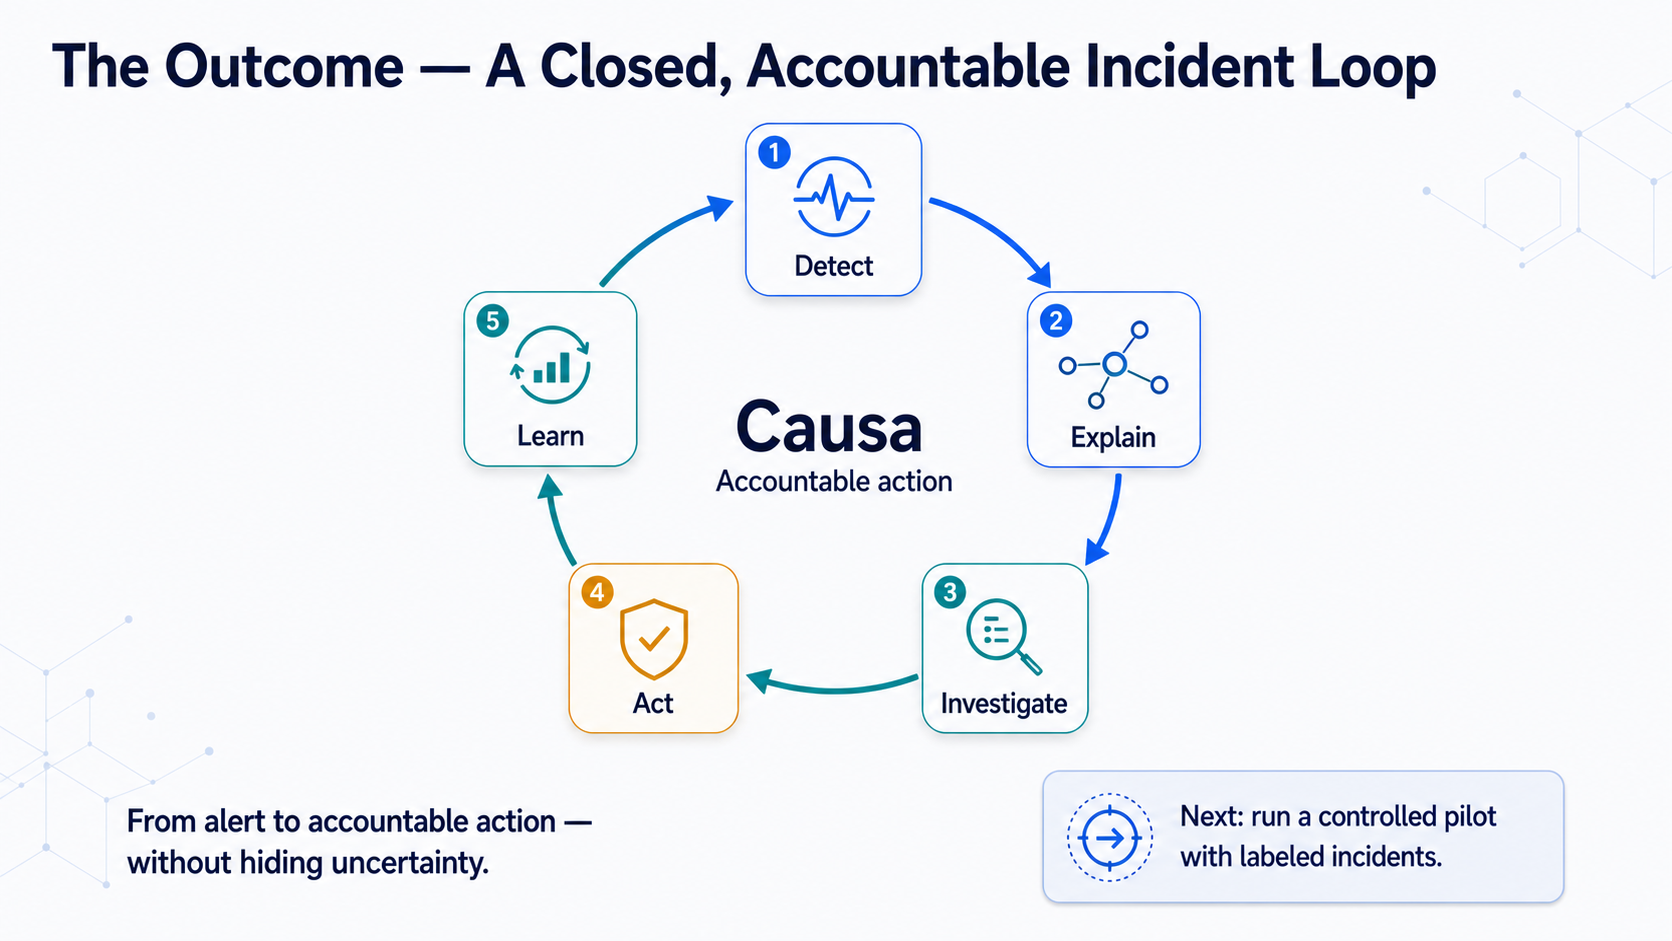 The Outcome — A Closed, Accountable Incident Loop
1
Detect
2
Explain
3
Investigate
4
Act
5
Learn
Causa
Accountable action
From alert to accountable action —
without hiding uncertainty.
Next: run a controlled pilot
with labeled incidents.